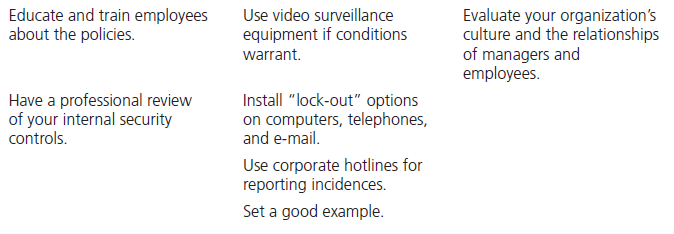 Educate and train employees
about the policies.
Use video surveillance
equipment if conditions
warrant.
Evaluate your organization's
culture and the relationships
of managers and
employees.
Have a professional review
of your internal security
controls.
Install “lock-out” options
on computers, telephones,
and e-mail.
Use corporate hotlines for
reporting incidences.
Set a good example.